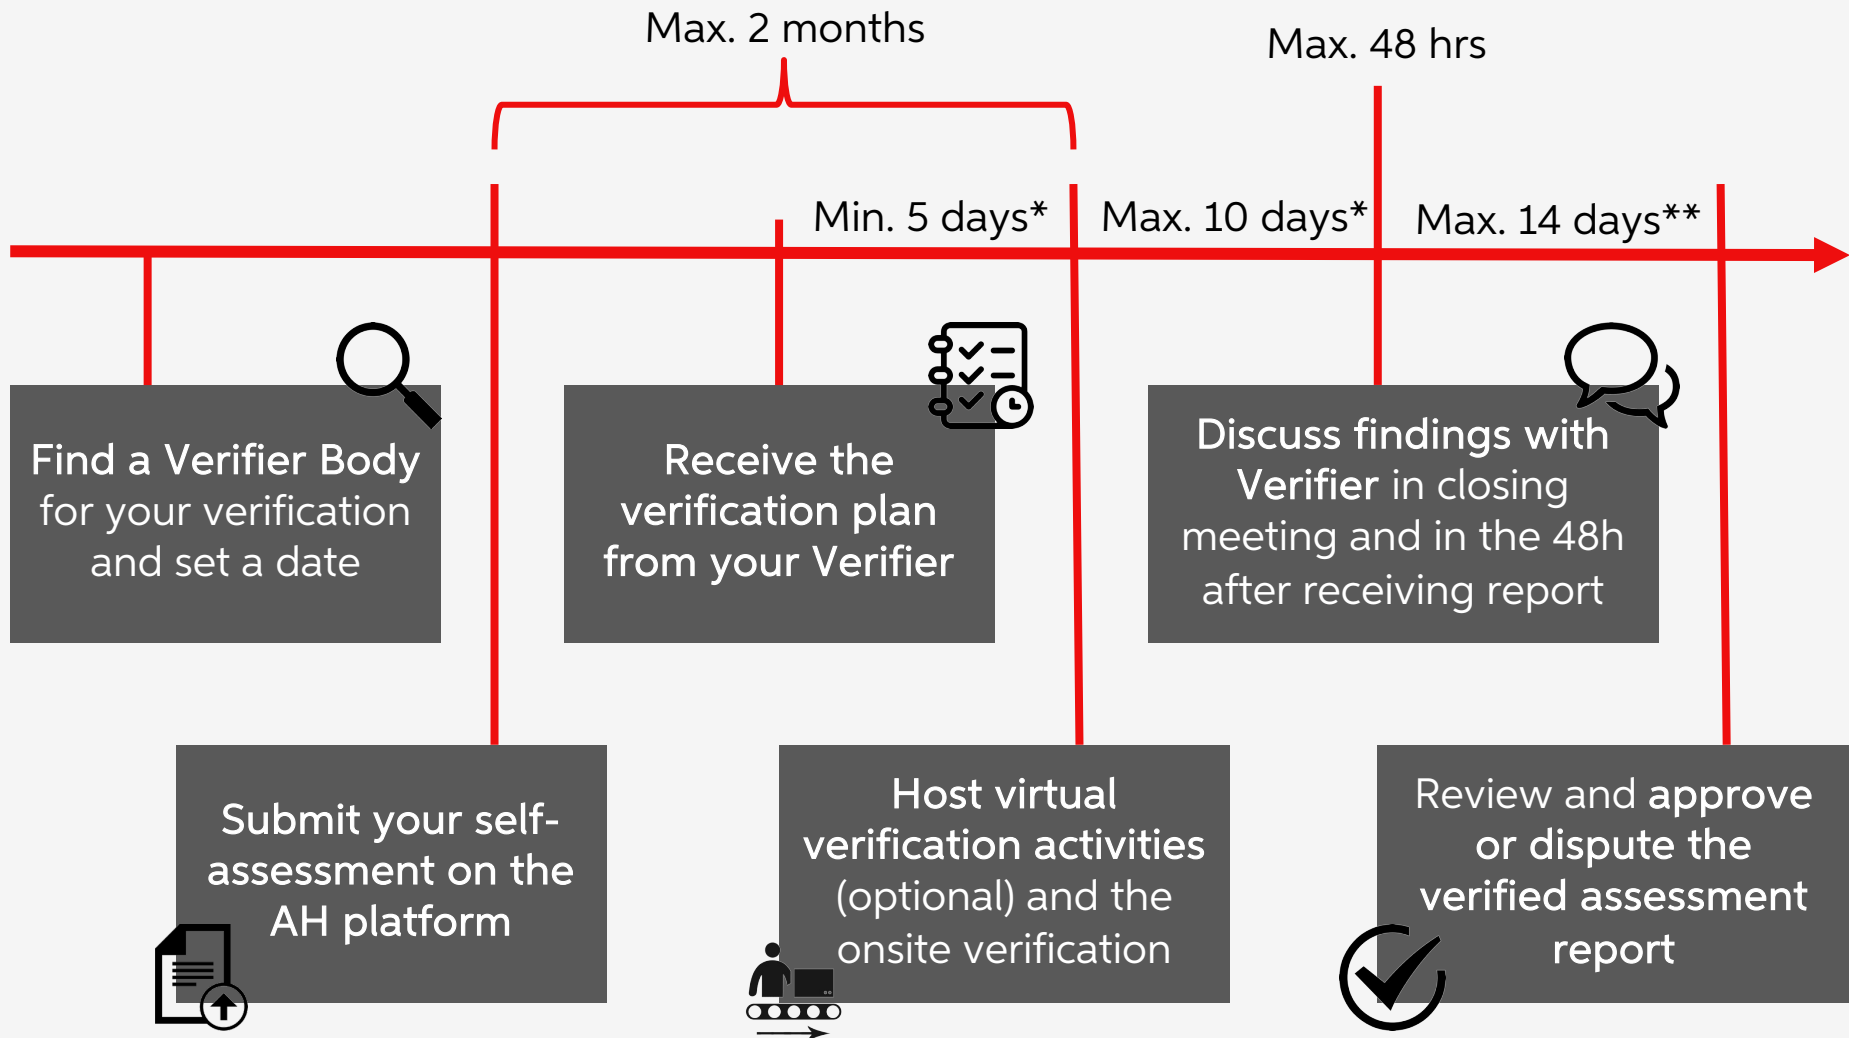 Max. 2 months
Max. 48 hrs
Min. 5 days*
Max. 10 days*
Max. 14 days**
Find a Verifier Body
for your verification
and set a date
Receive the
verification plan
from your Verifier
Discuss findings with
Verifier in closing
meeting and in the 48h
after receiving report
Submit your self-
assessment on the
AH platform
Host virtual
verification activities
(optional) and the
onsite verification
Review and approve
or dispute the
verified assessment
report